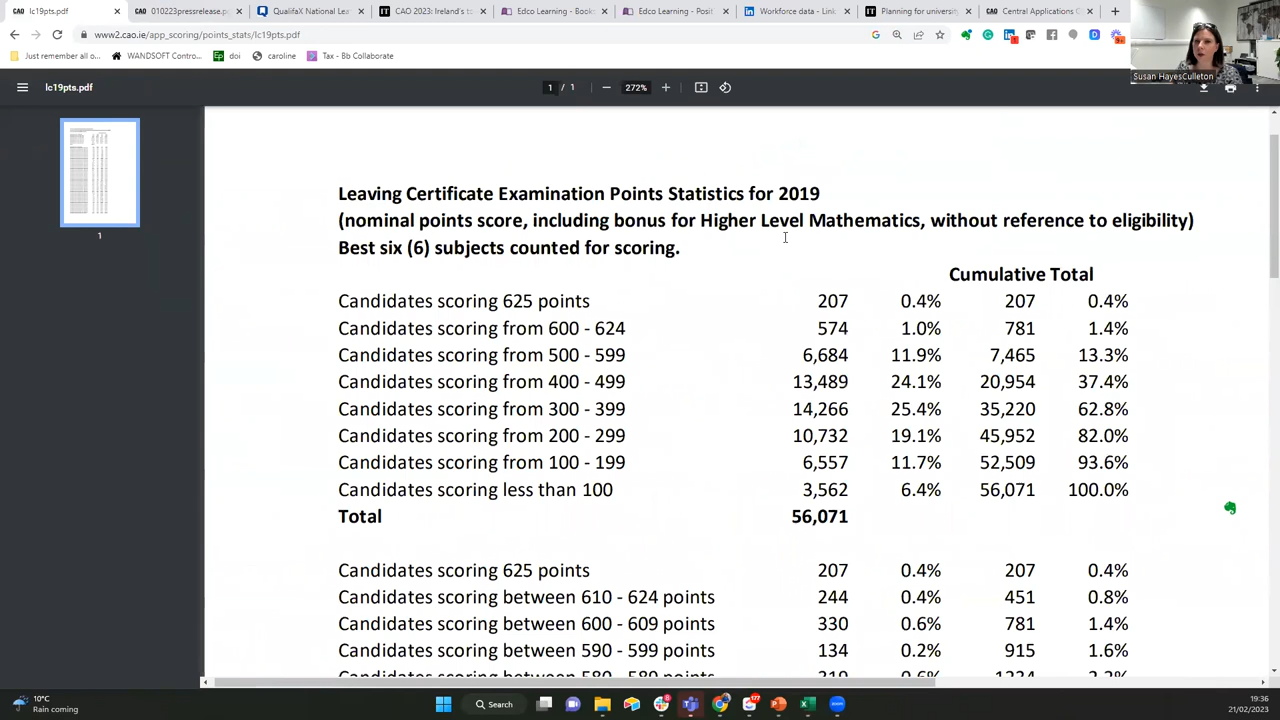 lc19pts.pdf
010223pressrelease.p
QualifaX National Lea
CAO 2023: Ireland's to
Edco Learning - Books
Edco Learning - Post
Workforce data - Link
Planning for university
Central Applications O
www2.cao.ie/app_scoring/points_stats/lc19pts.pdf
Just remember all o...
WANDSOFT Contro...
doi
caroline
Tax - Bb Collaborate
Susan HayesCulleton
lc19pts.pdf
1 / 1
272%
1
Leaving Certificate Examination Points Statistics for 2019
(nominal points score, including bonus for Higher Level Mathematics, without reference to eligibility)
Best six (6) subjects counted for scoring.
Cumulative Total
Candidates scoring 625 points 207 0.4% 207 0.4%
Candidates scoring from 600 - 624 574 1.0% 781 1.4%
Candidates scoring from 500 - 599 6,684 11.9% 7,465 13.3%
Candidates scoring from 400 - 499 13,489 24.1% 20,954 37.4%
Candidates scoring from 300 - 399 14,266 25.4% 35,220 62.8%
Candidates scoring from 200 - 299 10,732 19.1% 45,952 82.0%
Candidates scoring from 100 - 199 6,557 11.7% 52,509 93.6%
Candidates scoring less than 100 3,562 6.4% 56,071 100.0%
Total 56,071
Candidates scoring 625 points 207 0.4% 207 0.4%
Candidates scoring between 610 - 624 points 244 0.4% 451 0.8%
Candidates scoring between 600 - 609 points 330 0.6% 781 1.4%
Candidates scoring between 590 - 599 points 134 0.2% 915 1.6%
10°C
Rain coming
Search
19:36
21/02/2023